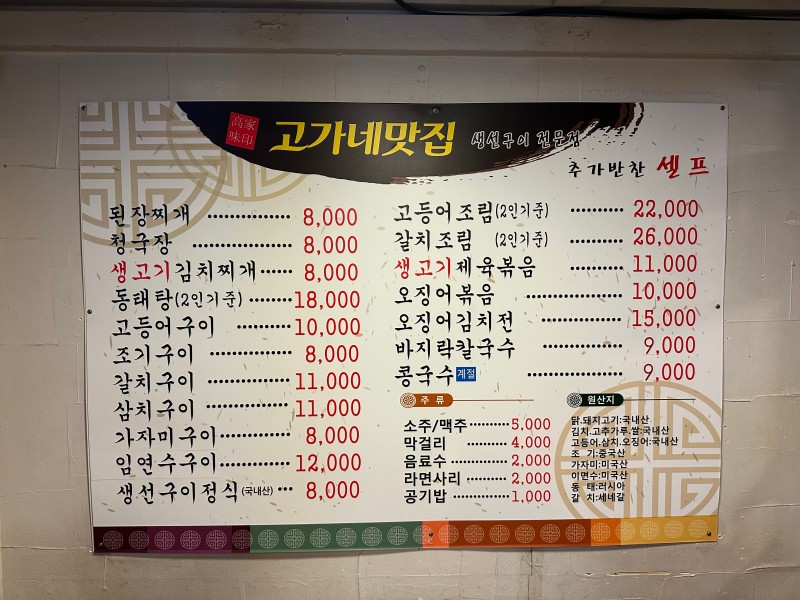 高家
味印
고가네맛집 생선구이 전문점
추가반찬 셀프
된장찌개 8,000
청국장 8,000
생고기김치찌개 8,000
동태탕(2인기준) 18,000
고등어구이 10,000
조기구이 8,000
갈치구이 11,000
삼치구이 11,000
가자미구이 8,000
임연수구이 12,000
생선구이정식(국내산) 8,000
고등어조림(2인기준) 22,000
갈치조림 (2인기준) 26,000
생고기제육볶음 11,000
오징어볶음 10,000
오징어김치전 15,000
바지락칼국수 9,000
콩국수 계절 9,000
주류
소주/맥주 5,000
막걸리 4,000
음료수 2,000
라면사리 2,000
공기밥 1,000
원산지
닭.돼지고기:국내산
김치.고추가루.쌀:국내산
고등어.삼치.오징어:국내산
조 기:중국산
가자미:미국산
이면수:미국산
동 태:러시아
갈 치:세네갈